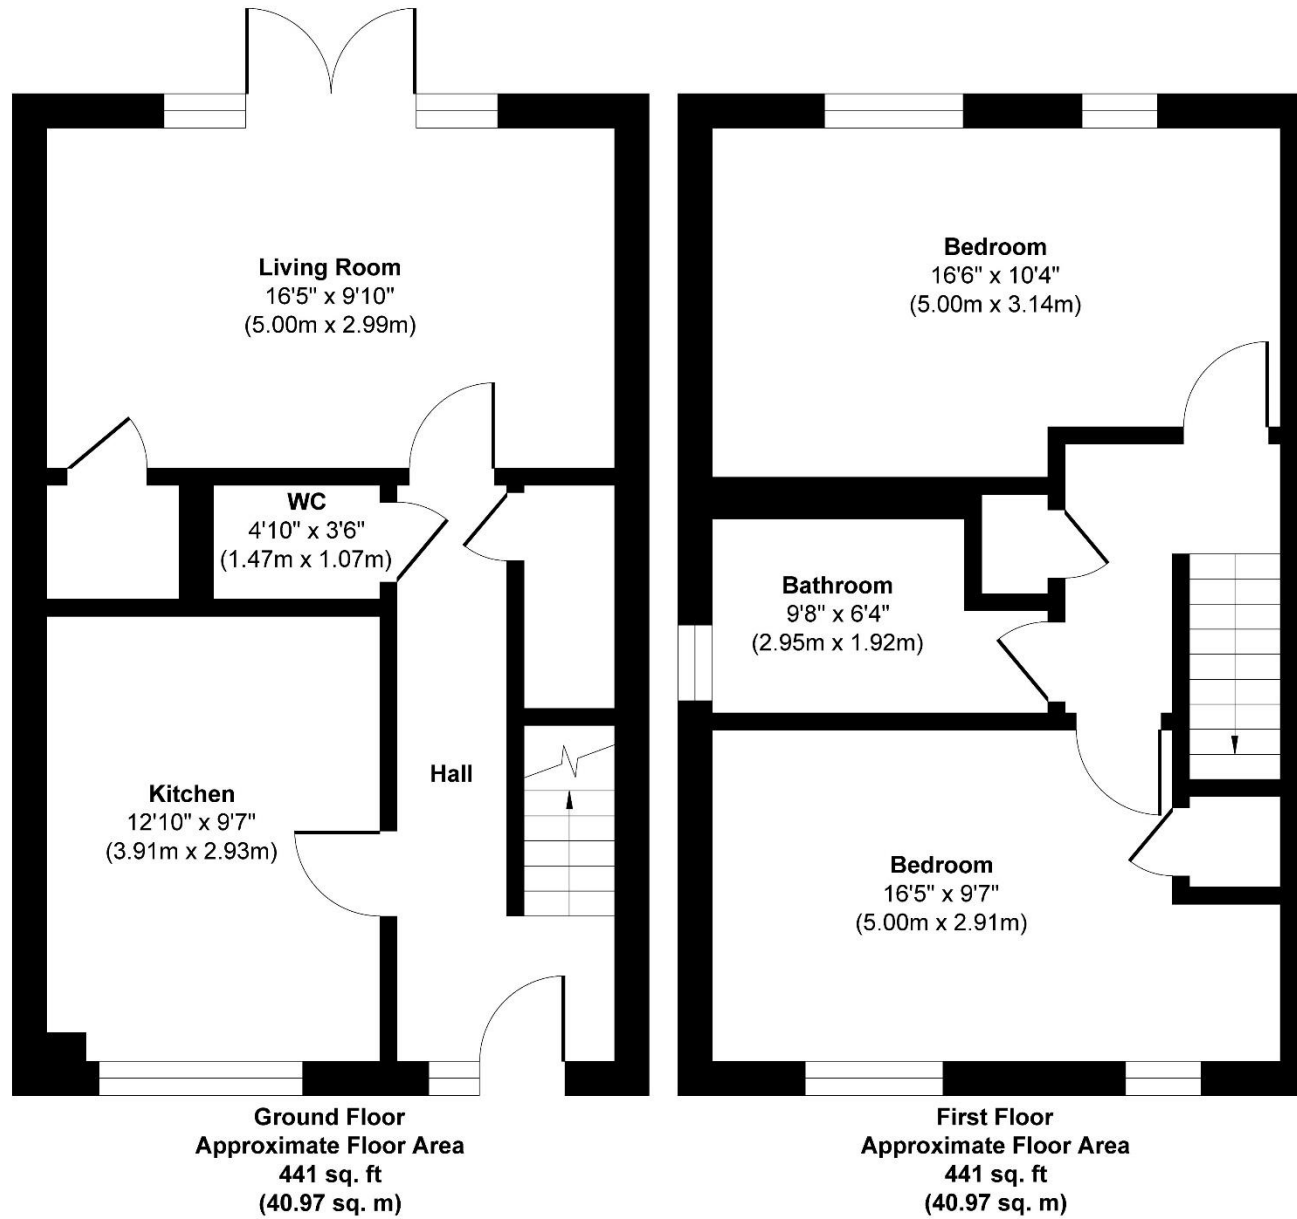 Living Room
16'5" x 9'10"
(5.00m x 2.99m)
WC
4'10" x 3'6"
(1.47m x 1.07m)
Hall
Kitchen
12'10" x 9'7"
(3.91m x 2.93m)
Ground Floor
Approximate Floor Area
441 sq. ft
(40.97 sq. m)
Bedroom
16'6" x 10'4"
(5.00m x 3.14m)
Bathroom
9'8" x 6'4"
(2.95m x 1.92m)
Bedroom
16'5" x 9'7"
(5.00m x 2.91m)
First Floor
Approximate Floor Area
441 sq. ft
(40.97 sq. m)